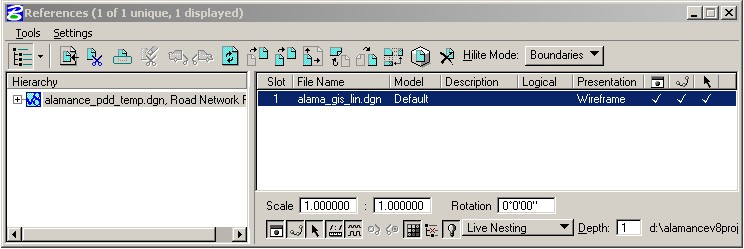 References (1 of 1 unique, 1 displayed)
Tools Settings
Hilite Mode: Boundaries
Hierarchy
alamance_pdd_temp.dgn, Road Network F
Slot File Name Model Description Logical Presentation
1 alama_gis_lin.dgn Default Wireframe
Scale 1.000000 : 1.000000 Rotation 0°0'00"
Live Nesting Depth: 1 d:\alamancev8proj